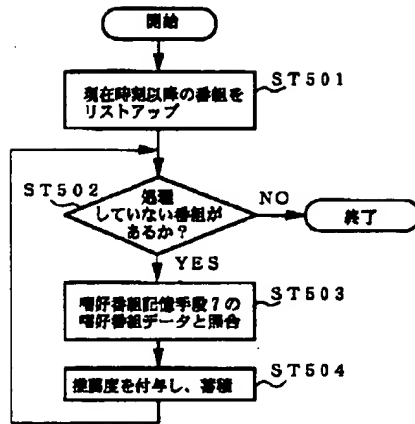 開始
ST501
現在時刻以降の番組を
リストアップ
ST502
処理
していない番組が
あるか?
NO
終了
YES
ST503
嗜好番組記憶手段7の
嗜好番組データと照合
ST504
推薦度を付与し、蓄積